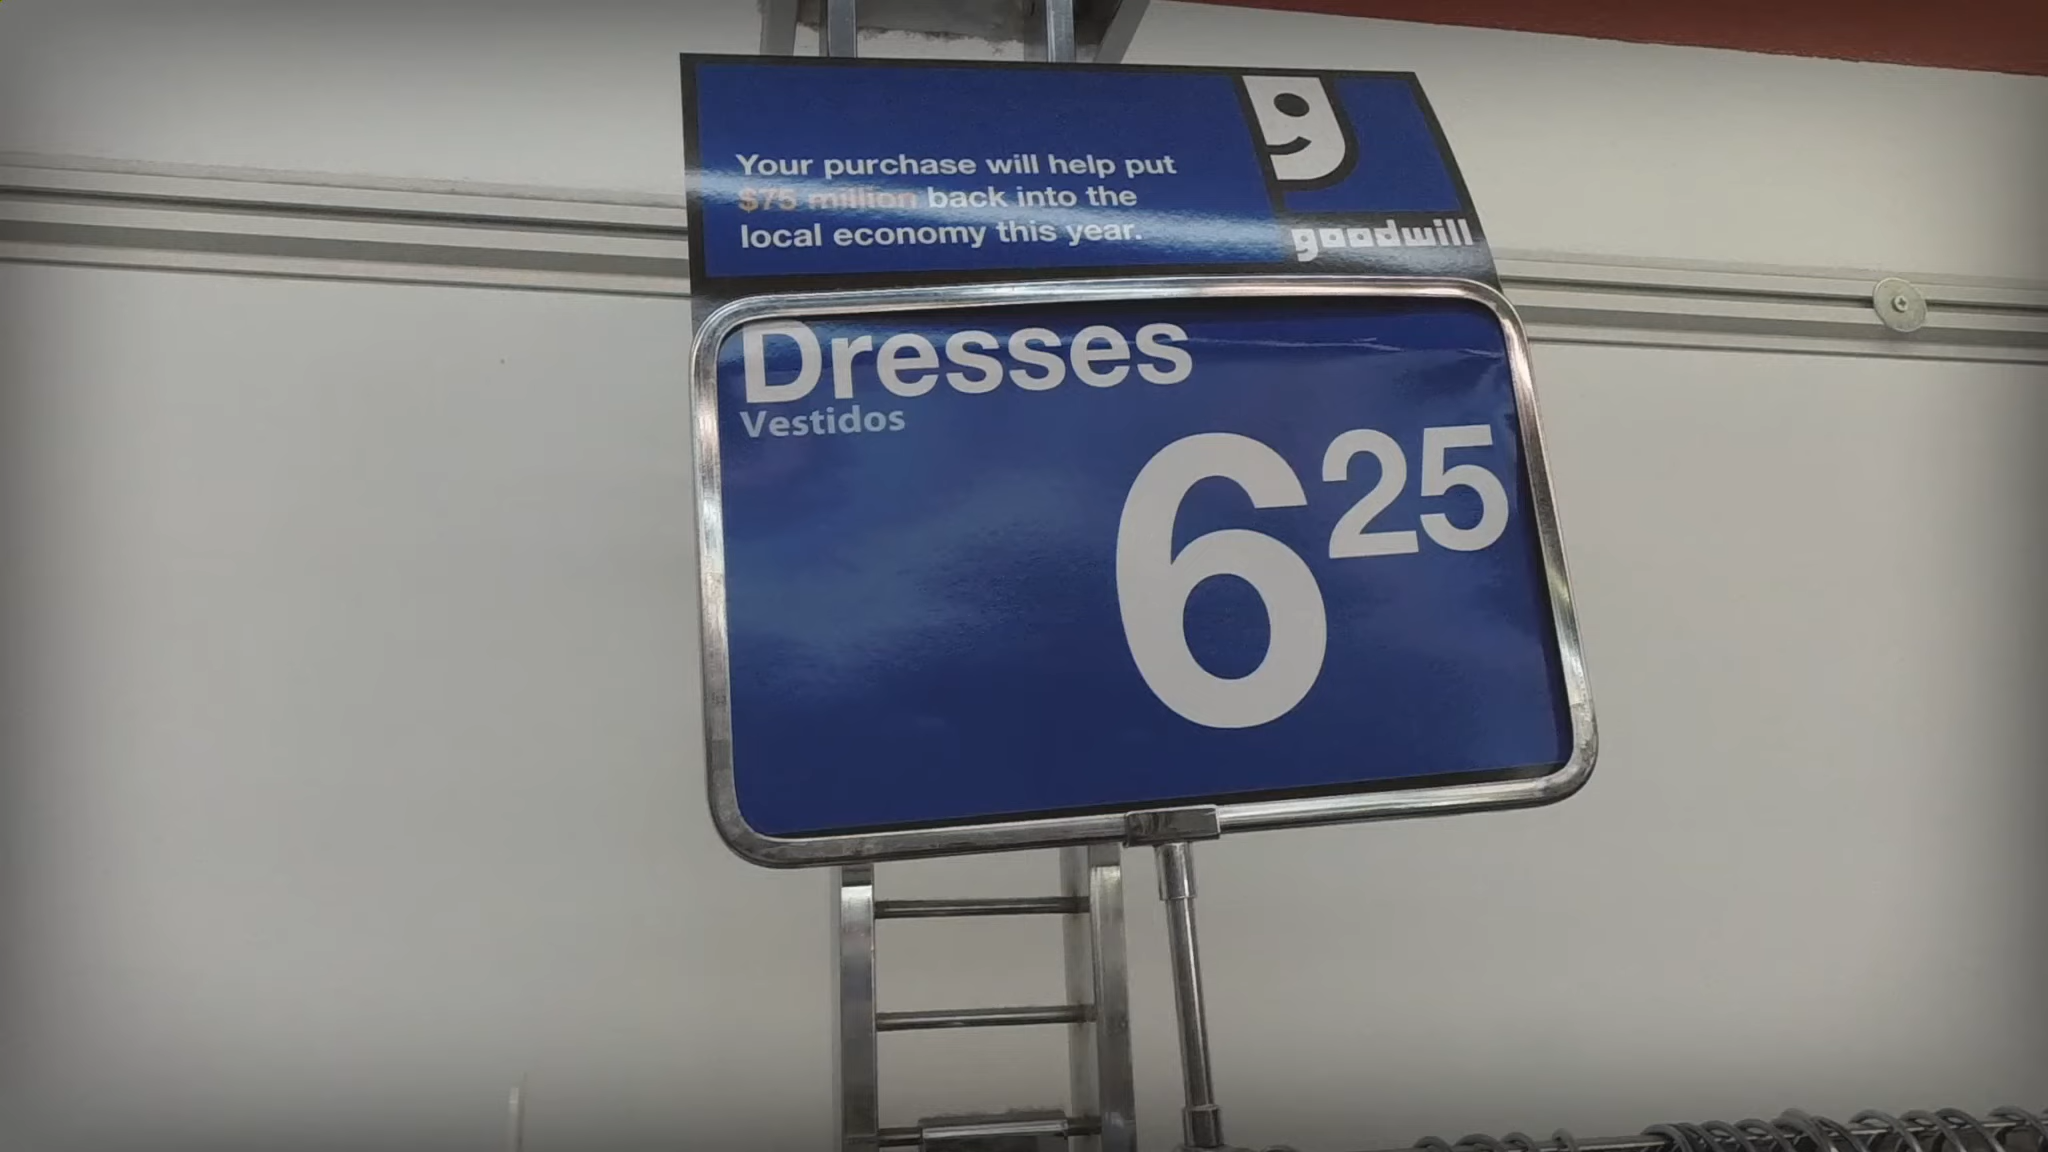 Your purchase will help put
$75 million back into the
local economy this year.
goodwill
Dresses
Vestidos
6 25